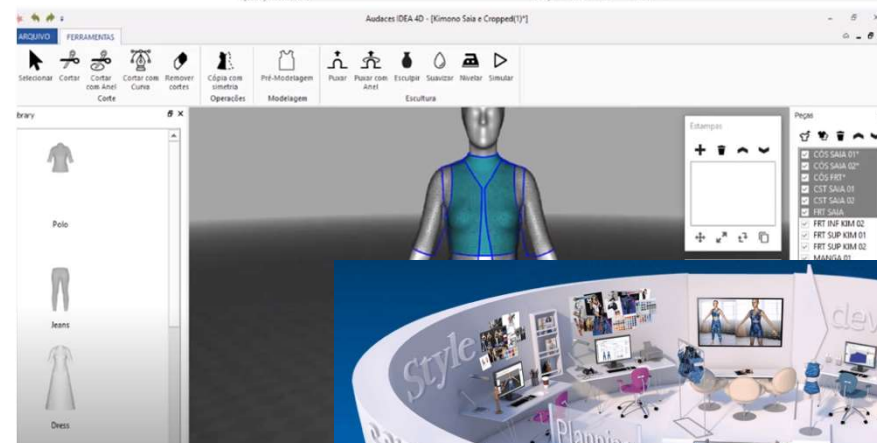 Audaces IDEA 4D - [Kimono Saia e Cropped(1)*]
ARQUIVO FERRAMENTAS
Selecionar Cortar Cortar com Anel Cortar com Curva Remover cortes Cópia com simetria Pré-Modelagem Puxar Puxar com Anel Esculpir Suavizar Nivelar Simular
Corte Operações Modelagem Escultura
ibrary
Polo
Jeans
Dress
Estampas
Peças
CÓS SAIA 01*
CÓS SAIA 02*
CÓS FRT*
CST SAIA 01
CST SAIA 02
FRT SAIA
FRT INF KIM 02
FRT SUP KIM 01
FRT SUP KIM 02
MANGA 01
Style
dev
Planning